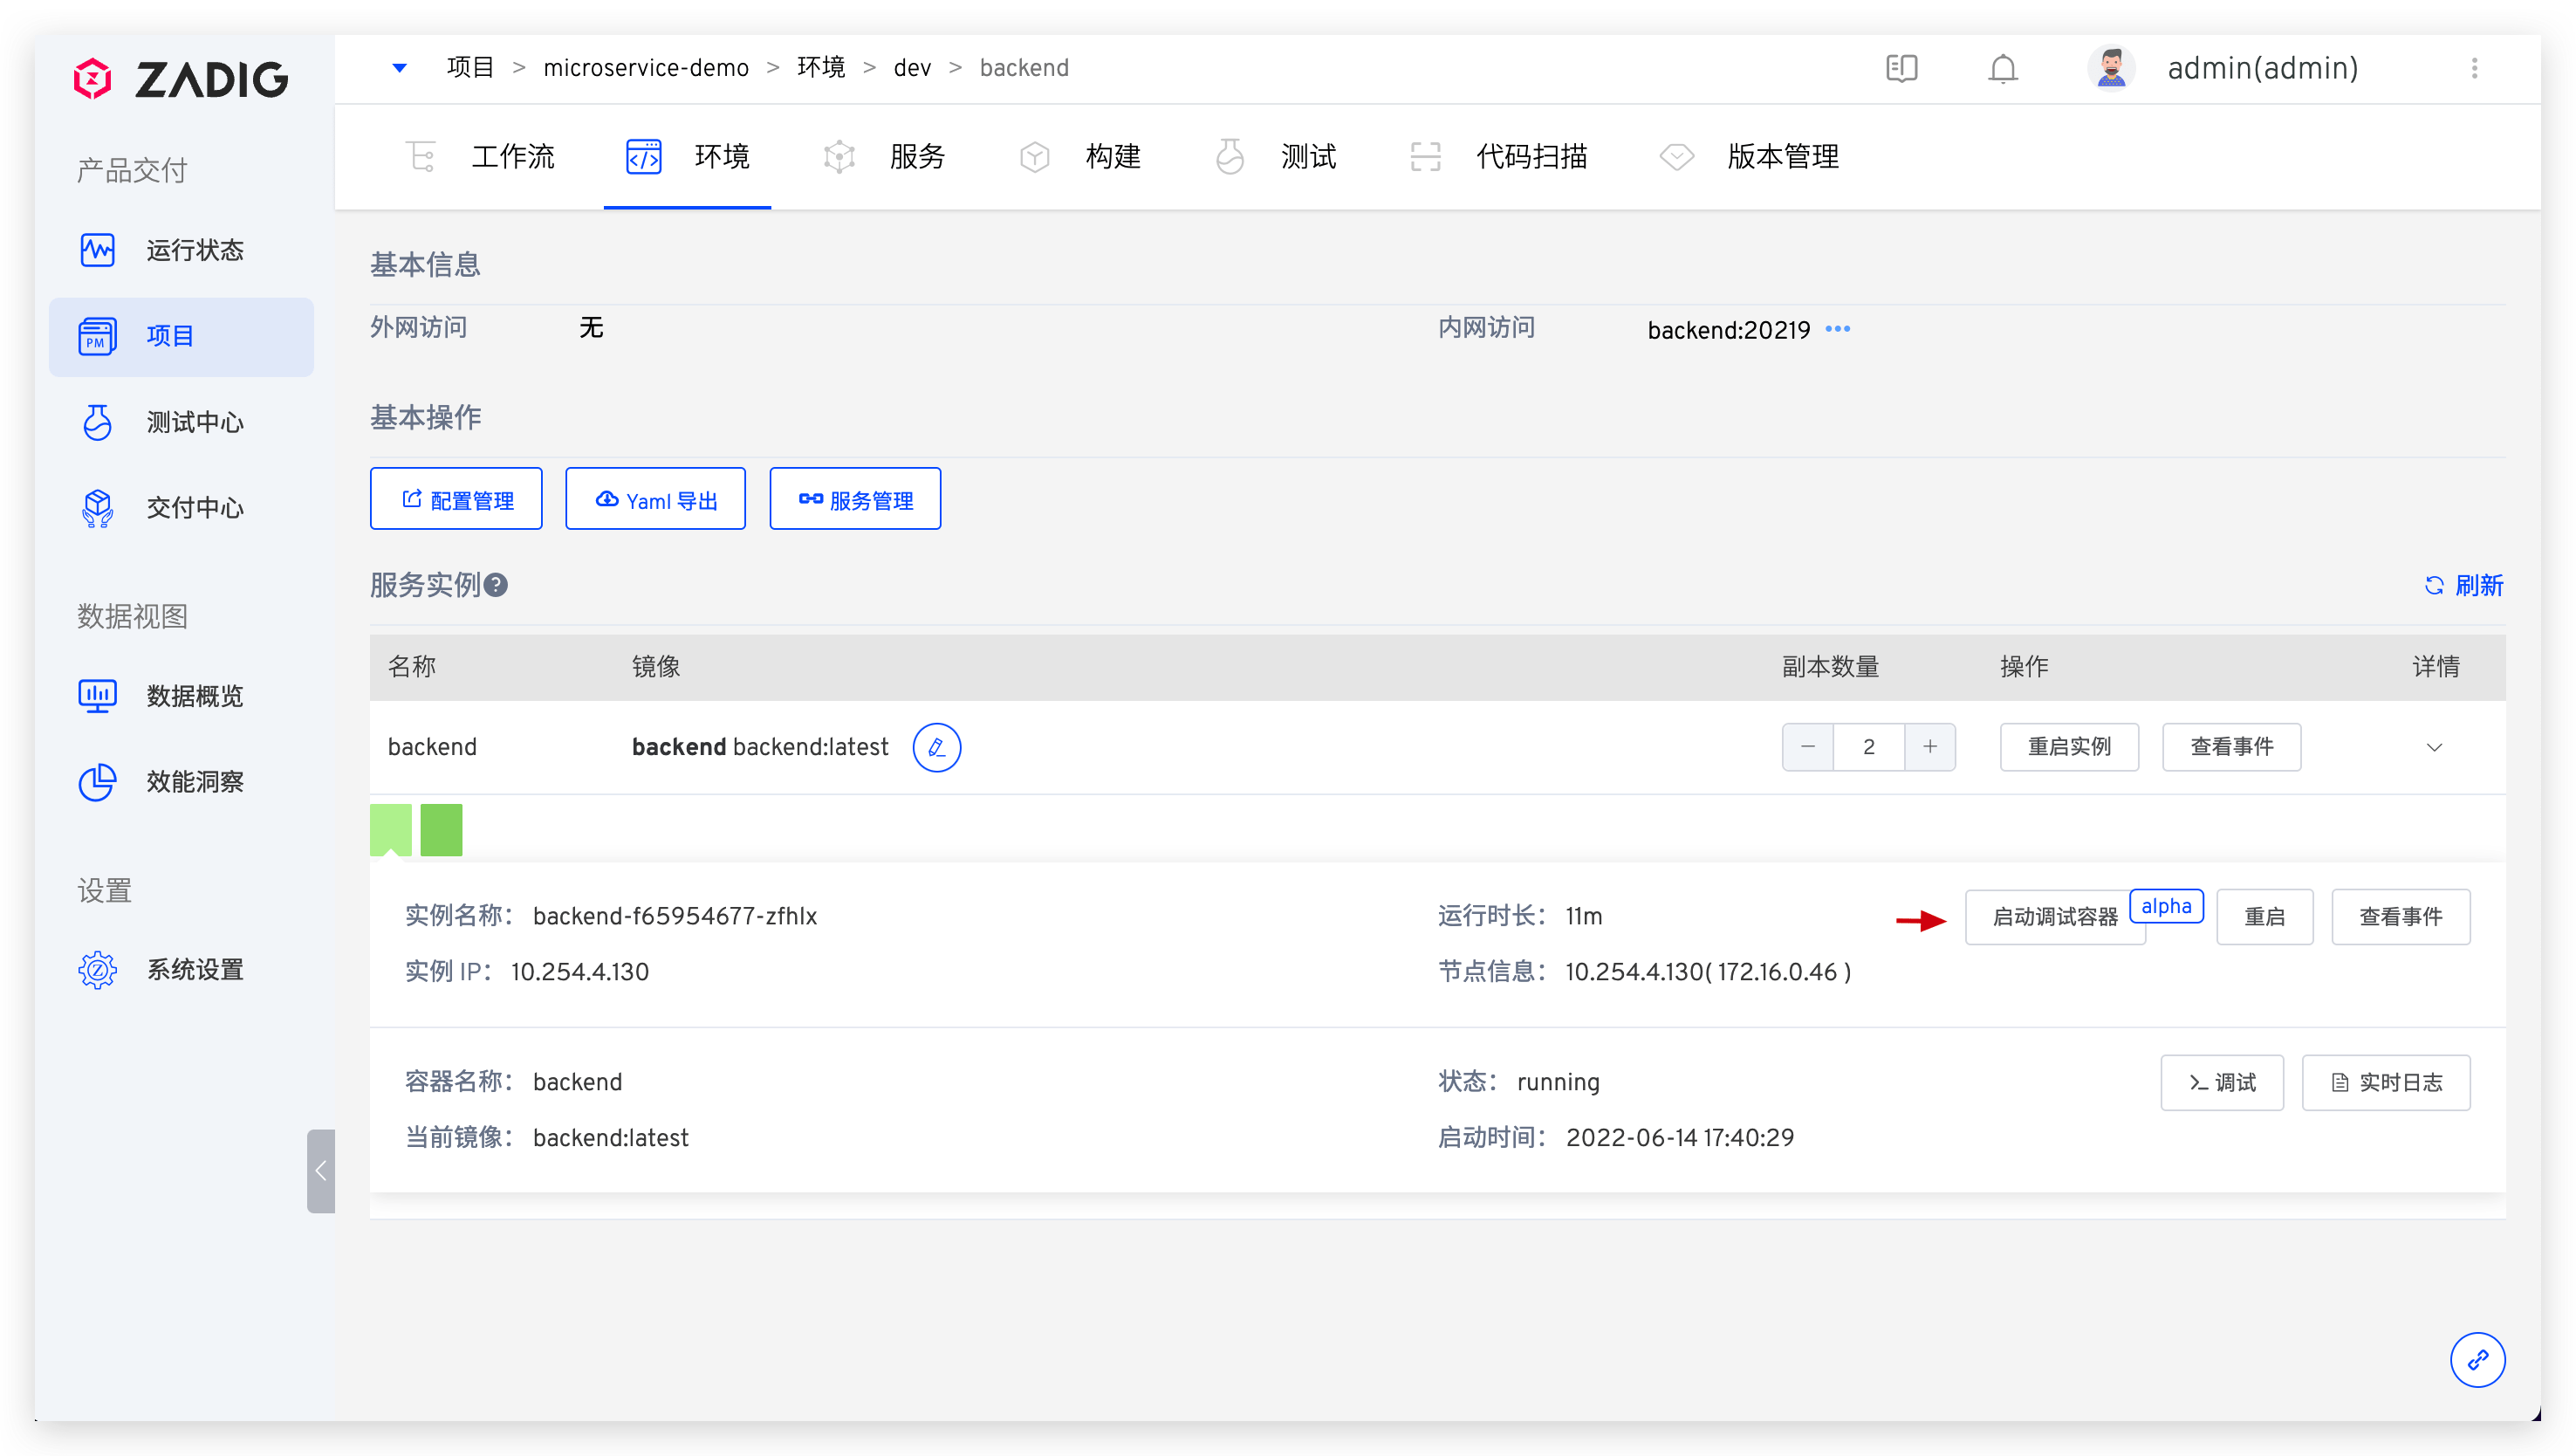 ZADIG
项目 > microservice-demo > 环境 > dev > backend
admin(admin)
工作流 环境 服务 构建 测试 代码扫描 版本管理
产品交付
运行状态
PM 项目
测试中心
交付中心
数据视图
数据概览
效能洞察
设置
系统设置
基本信息
外网访问 无 内网访问 backend:20219
基本操作
配置管理 Yaml 导出 服务管理
服务实例 ? 刷新
名称 镜像 副本数量 操作 详情
backend backend backend:latest − 2 + 重启实例 查看事件
实例名称： backend-f65954677-zfhlx 运行时长： 11m 启动调试容器 alpha 重启 查看事件
实例 IP： 10.254.4.130 节点信息： 10.254.4.130( 172.16.0.46 )
容器名称： backend 状态： running >_ 调试 实时日志
当前镜像： backend:latest 启动时间： 2022-06-14 17:40:29